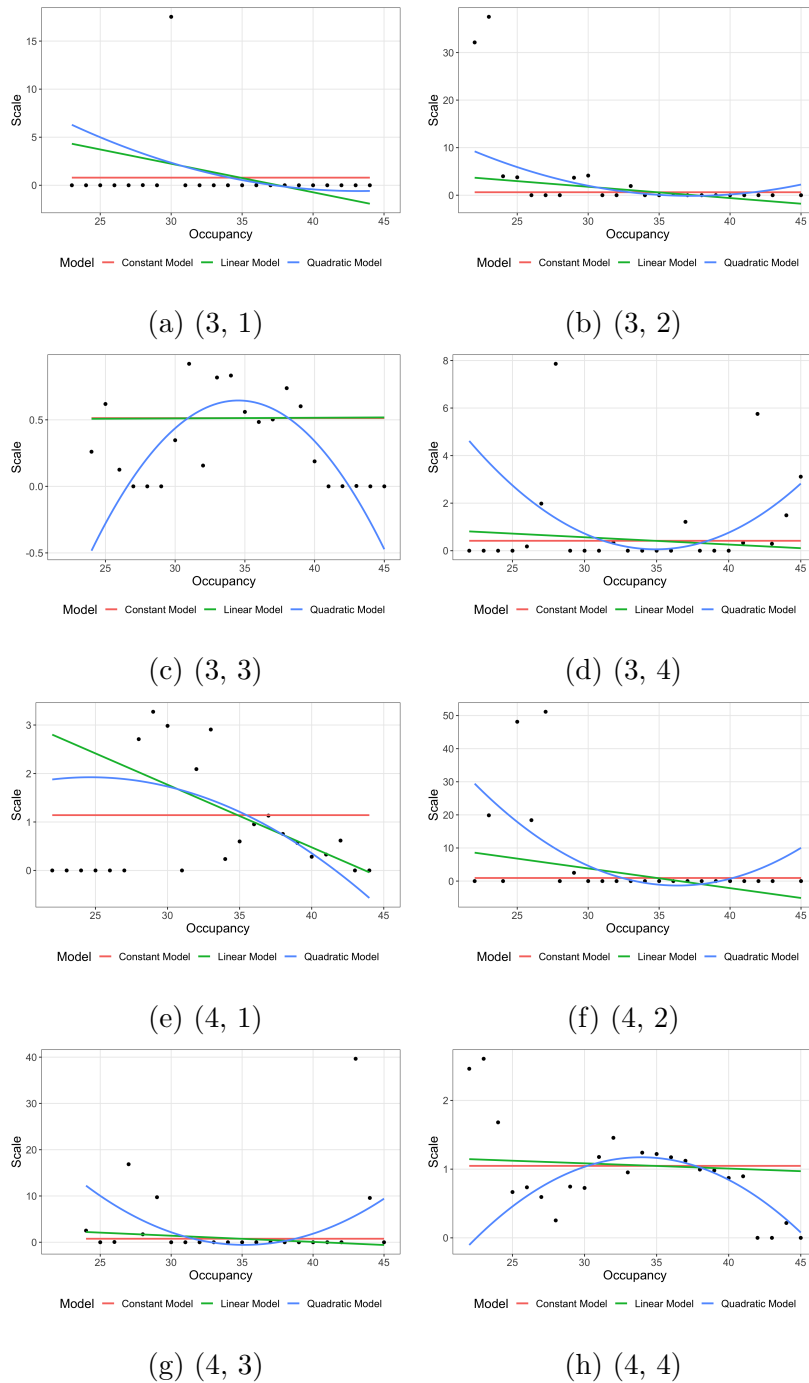 15
10
5
0
Scale
25 30 35 40 45
Occupancy
Model Constant Model Linear Model Quadratic Model
(a) (3, 1)
30
20
10
0
Scale
25 30 35 40 45
Occupancy
Model Constant Model Linear Model Quadratic Model
(b) (3, 2)
0.5
0.0
-0.5
Scale
25 30 35 40 45
Occupancy
Model Constant Model Linear Model Quadratic Model
(c) (3, 3)
8
6
4
2
0
Scale
25 30 35 40 45
Occupancy
Model Constant Model Linear Model Quadratic Model
(d) (3, 4)
3
2
1
0
Scale
25 30 35 40 45
Occupancy
Model Constant Model Linear Model Quadratic Model
(e) (4, 1)
50
40
30
20
10
0
Scale
25 30 35 40 45
Occupancy
Model Constant Model Linear Model Quadratic Model
(f) (4, 2)
40
30
20
10
0
Scale
25 30 35 40 45
Occupancy
Model Constant Model Linear Model Quadratic Model
(g) (4, 3)
2
1
0
Scale
25 30 35 40 45
Occupancy
Model Constant Model Linear Model Quadratic Model
(h) (4, 4)